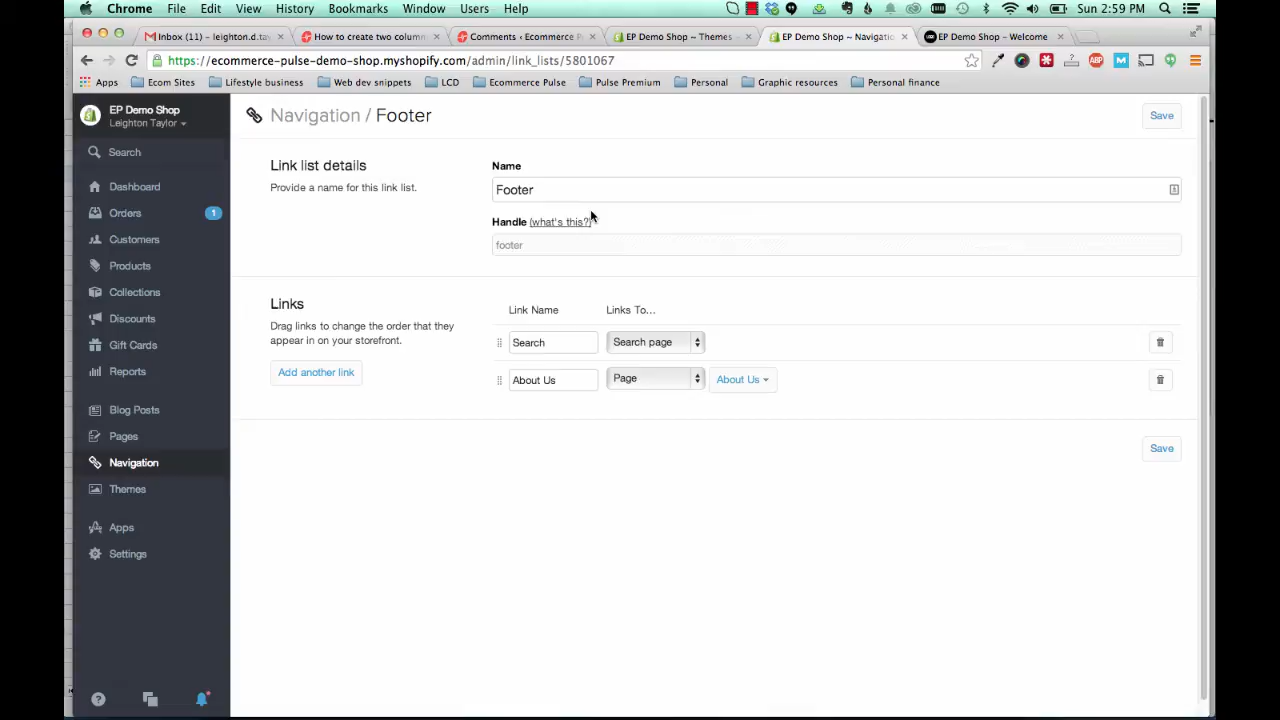 Chrome File Edit View History Bookmarks Window Users Help Sun 2:59 PM
Inbox (11) – leighton.d.tay How to create two column Comments ‹ Ecommerce P EP Demo Shop ~ Themes EP Demo Shop ~ Navigatio EP Demo Shop – Welcome
https://ecommerce-pulse-demo-shop.myshopify.com/admin/link_lists/5801067
Apps Ecom Sites Lifestyle business Web dev snippets LCD Ecommerce Pulse Pulse Premium Personal Graphic resources Personal finance
EP Demo Shop
Leighton Taylor
Search
Dashboard
Orders 1
Customers
Products
Collections
Discounts
Gift Cards
Reports
Blog Posts
Pages
Navigation
Themes
Apps
Settings
Navigation / Footer Save
Link list details
Provide a name for this link list.
Name
Footer
Handle (what's this?)
footer
Links
Drag links to change the order that they
appear in on your storefront.
Add another link
Link Name Links To...
Search Search page
About Us Page About Us
Save